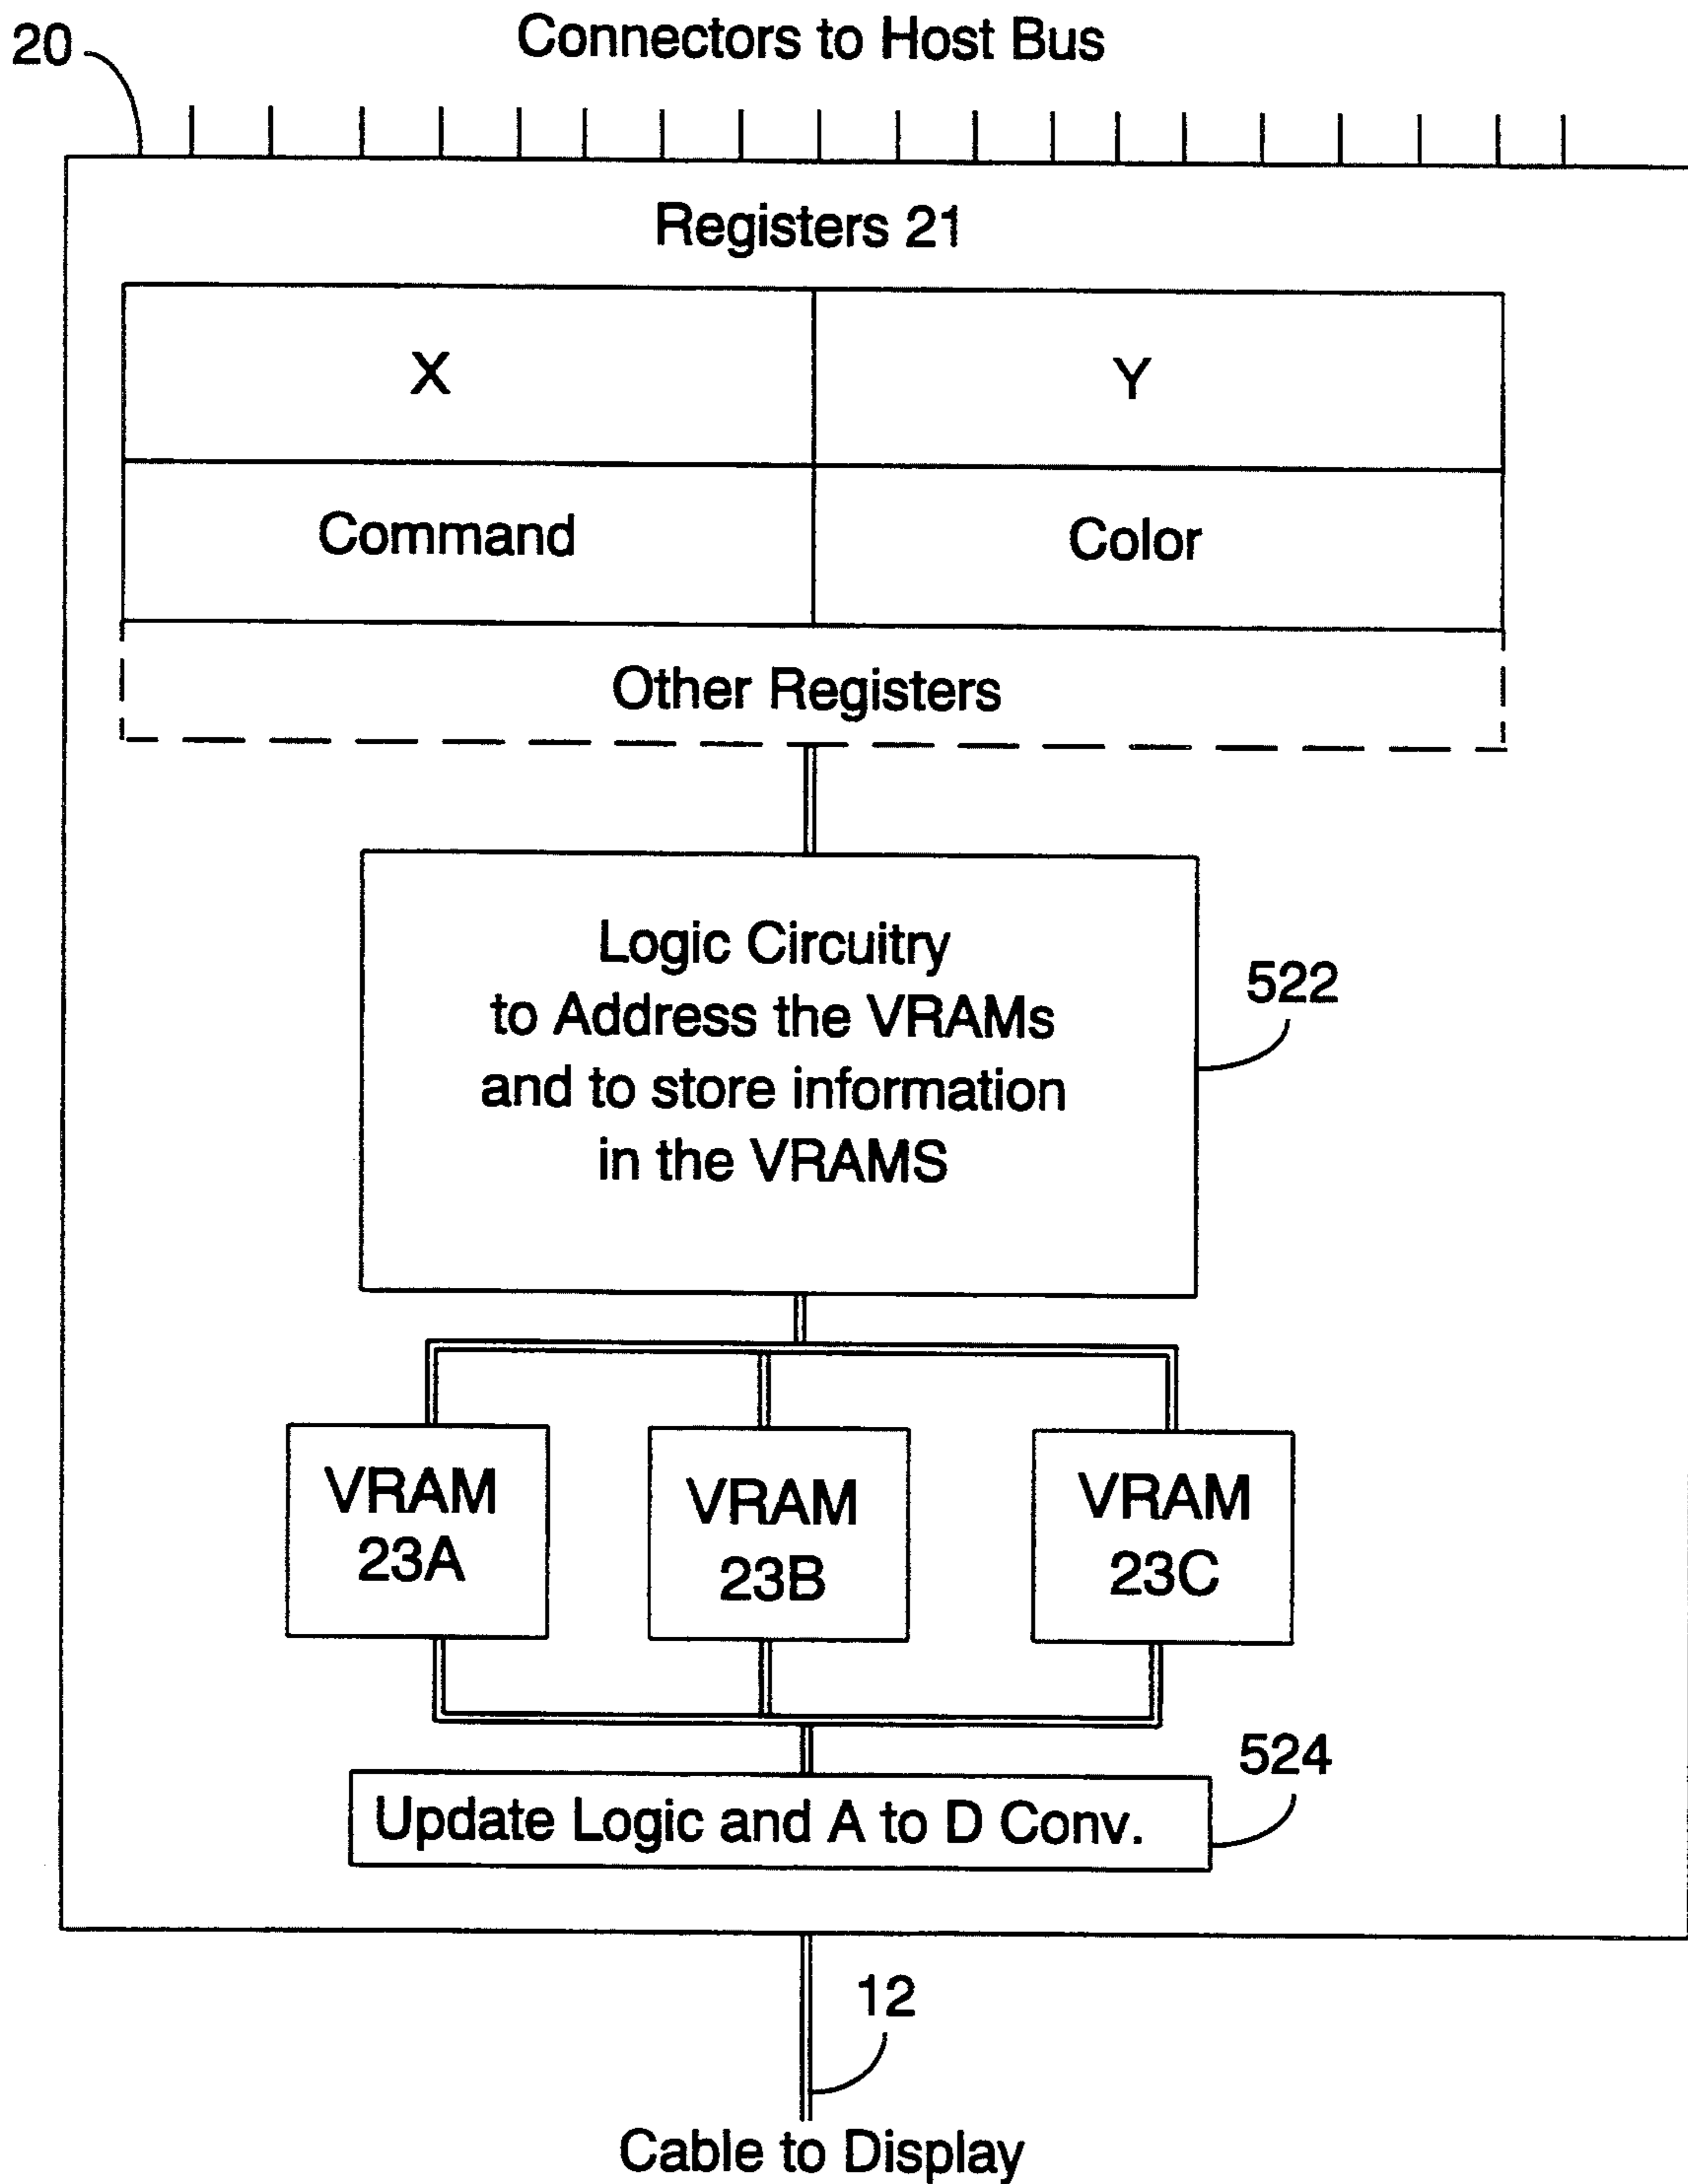 20
Connectors to Host Bus
Registers 21
X
Y
Command
Color
Other Registers
Logic Circuitry
to Address the VRAMs
and to store information
in the VRAMS
522
VRAM
23A
VRAM
23B
VRAM
23C
524
Update Logic and A to D Conv.
12
Cable to Display